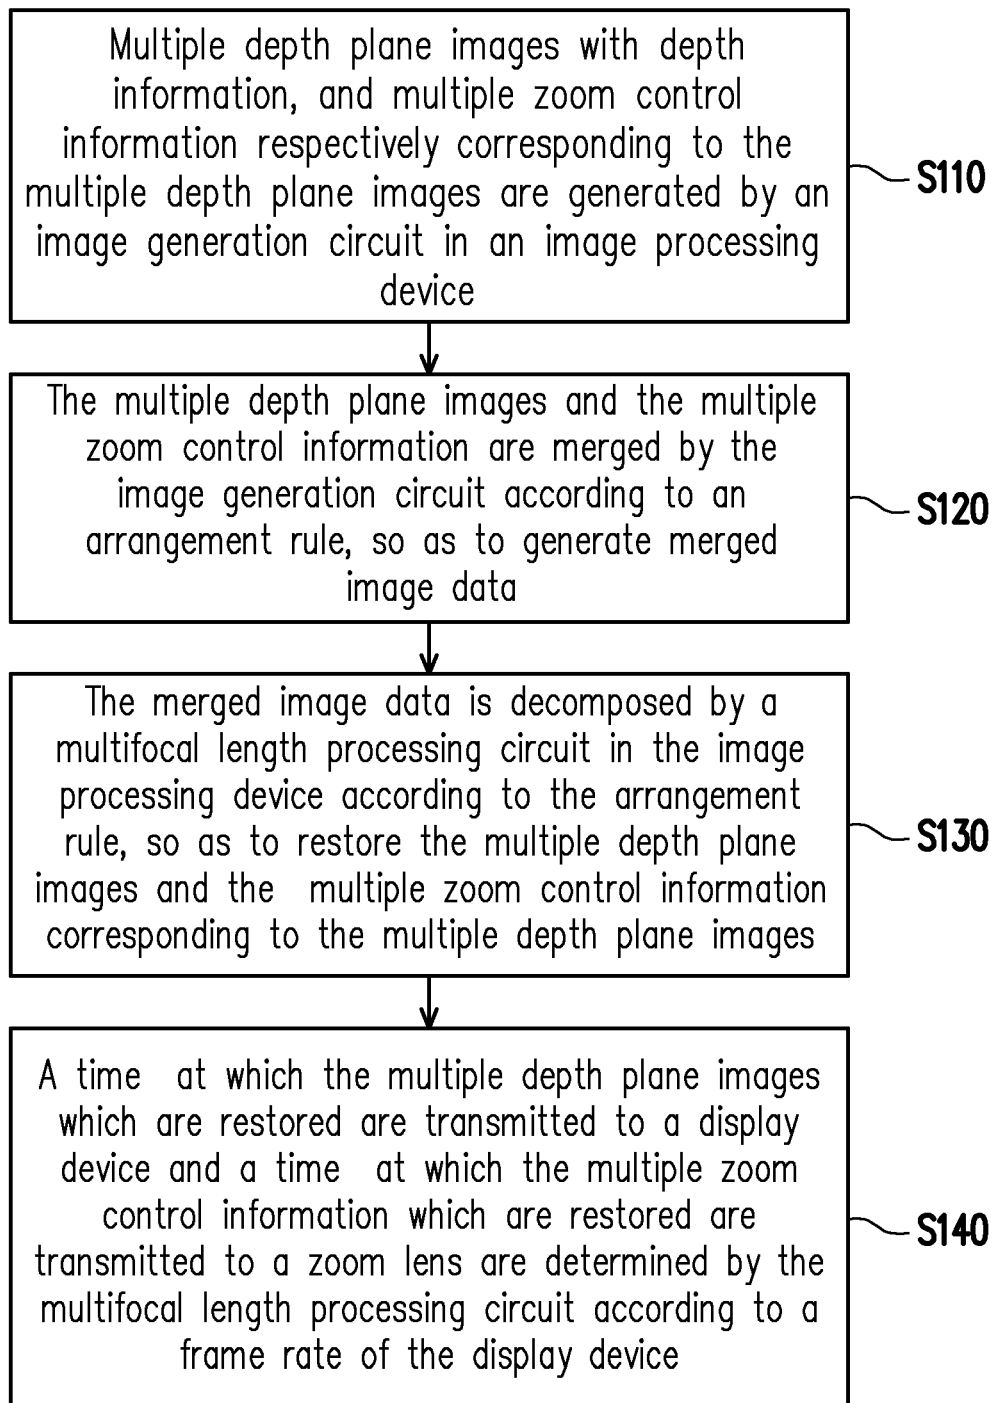 Multiple depth plane images with depth
information, and multiple zoom control
information respectively corresponding to the
multiple depth plane images are generated by an
image generation circuit in an image processing
device
S110
The multiple depth plane images and the multiple
zoom control information are merged by the
image generation circuit according to an
arrangement rule, so as to generate merged
image data
S120
The merged image data is decomposed by a
multifocal length processing circuit in the image
processing device according to the arrangement
rule, so as to restore the multiple depth plane
images and the multiple zoom control information
corresponding to the multiple depth plane images
S130
A time at which the multiple depth plane images
which are restored are transmitted to a display
device and a time at which the multiple zoom
control information which are restored are
transmitted to a zoom lens are determined by the
multifocal length processing circuit according to a
frame rate of the display device
S140